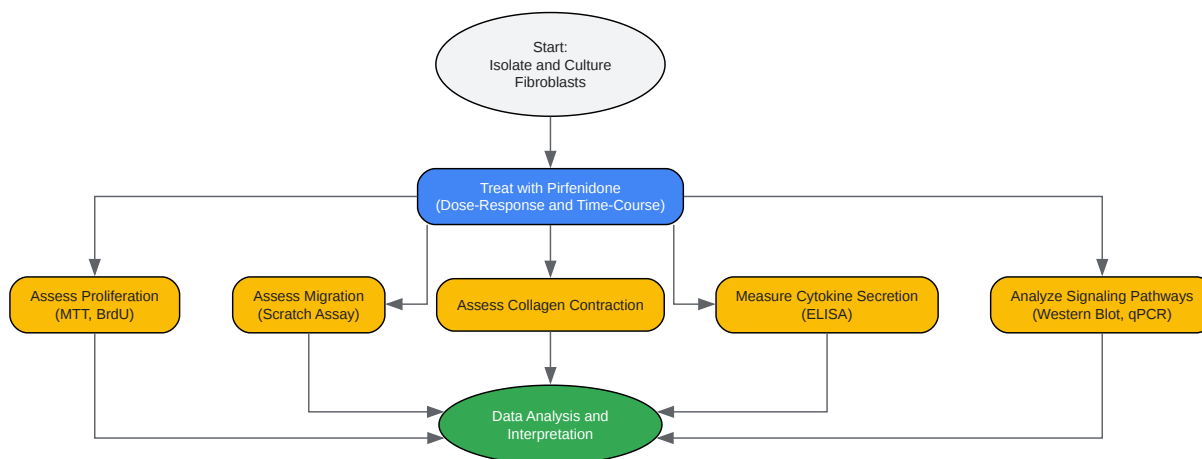 Start:
Isolate and Culture
Fibroblasts
Treat with Pirfenidone
(Dose-Response and Time-Course)
Assess Proliferation
(MTT, BrdU)
Assess Migration
(Scratch Assay)
Assess Collagen Contraction
Measure Cytokine Secretion
(ELISA)
Analyze Signaling Pathways
(Western Blot, qPCR)
Data Analysis and
Interpretation